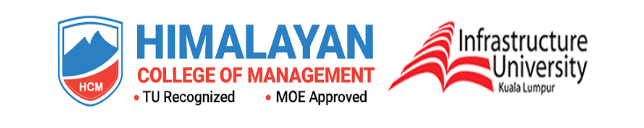 HCM
HIMALAYAN
COLLEGE OF MANAGEMENT
• TU Recognized • MOE Approved
Infrastructure
University
Kuala Lumpur